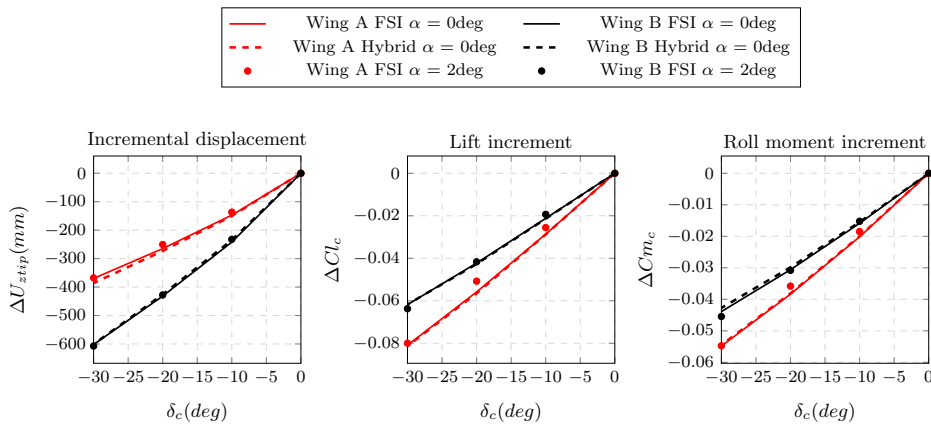 Wing A FSI α = 0deg
Wing B FSI α = 0deg
Wing A Hybrid α = 0deg
Wing B Hybrid α = 0deg
Wing A FSI α = 2deg
Wing B FSI α = 2deg
Incremental displacement
0
−100
−200
−300
−400
−500
−600
ΔU_{ztip}(mm)
−30 −25 −20 −15 −10 −5 0
δ_c(deg)
Lift increment
0
−0.02
−0.04
−0.06
−0.08
ΔCl_c
−30 −25 −20 −15 −10 −5 0
δ_c(deg)
Roll moment increment
0
−0.01
−0.02
−0.03
−0.04
−0.05
−0.06
ΔCm_c
−30 −25 −20 −15 −10 −5 0
δ_c(deg)